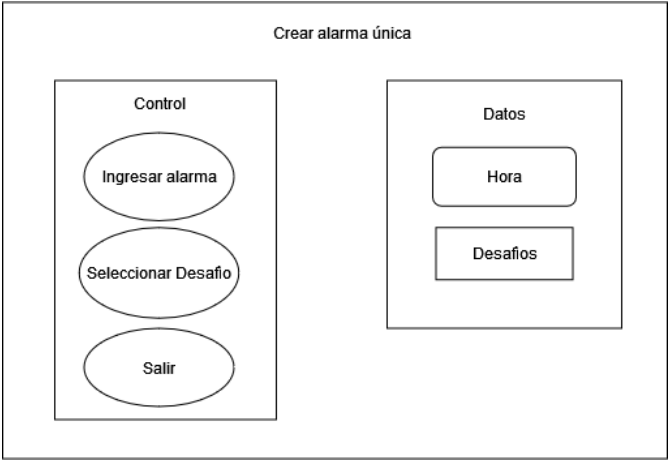 Crear alarma única
Control
Ingresar alarma
Seleccionar Desafio
Salir
Datos
Hora
Desafios